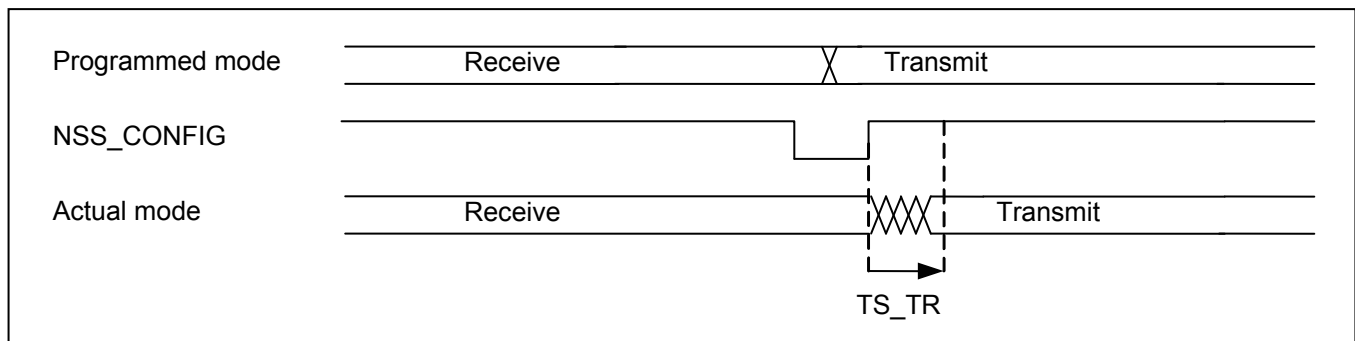 Programmed mode Receive Transmit
NSS_CONFIG
Actual mode Receive Transmit
TS_TR